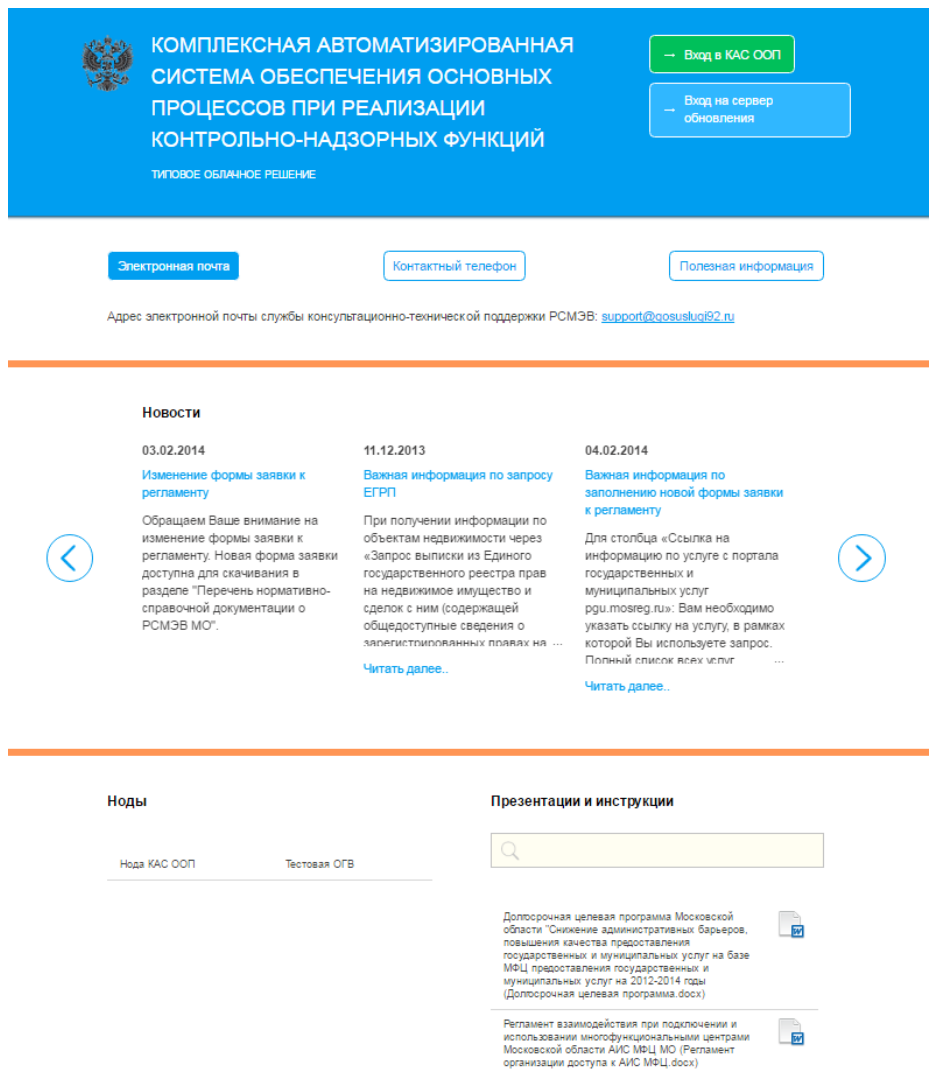 КОМПЛЕКСНАЯ АВТОМАТИЗИРОВАННАЯ
СИСТЕМА ОБЕСПЕЧЕНИЯ ОСНОВНЫХ
ПРОЦЕССОВ ПРИ РЕАЛИЗАЦИИ
КОНТРОЛЬНО-НАДЗОРНЫХ ФУНКЦИЙ
ТИПОВОЕ ОБЛАЧНОЕ РЕШЕНИЕ
→ Вход в КАС ООП
→ Вход на сервер
обновления
Электронная почта
Контактный телефон
Полезная информация
Адрес электронной почты службы консультационно-технической поддержки РСМЭВ: support@gosuslugi92.ru
Новости
03.02.2014
Изменение формы заявки к
регламенту
Обращаем Ваше внимание на
изменение формы заявки к
регламенту. Новая форма заявки
доступна для скачивания в
разделе "Перечень нормативно-
справочной документации о
РСМЭВ МО".
11.12.2013
Важная информация по запросу
ЕГРП
При получении информации по
объектам недвижимости через
«Запрос выписки из Единого
государственного реестра прав
на недвижимое имущество и
сделок с ним (содержащей
общедоступные сведения о
зарегистрированных правах на ...
Читать далее..
04.02.2014
Важная информация по
заполнению новой формы заявки
к регламенту
Для столбца «Ссылка на
информацию по услуге с портала
государственных и
муниципальных услуг
pgu.mosreg.ru»: Вам необходимо
указать ссылку на услугу, в рамках
которой Вы используете запрос.
Полный список всех услуг ...
Читать далее..
Ноды
Нода КАС ООП
Тестовая ОГВ
Презентации и инструкции
Долгосрочная целевая программа Московской
области "Снижение административных барьеров,
повышения качества предоставления
государственных и муниципальных услуг на базе
МФЦ предоставления государственных и
муниципальных услуг на 2012-2014 годы
(Долгосрочная целевая программа.docx)
Регламент взаимодействия при подключении и
использовании многофункциональными центрами
Московской области АИС МФЦ МО (Регламент
организации доступа к АИС МФЦ.docx)